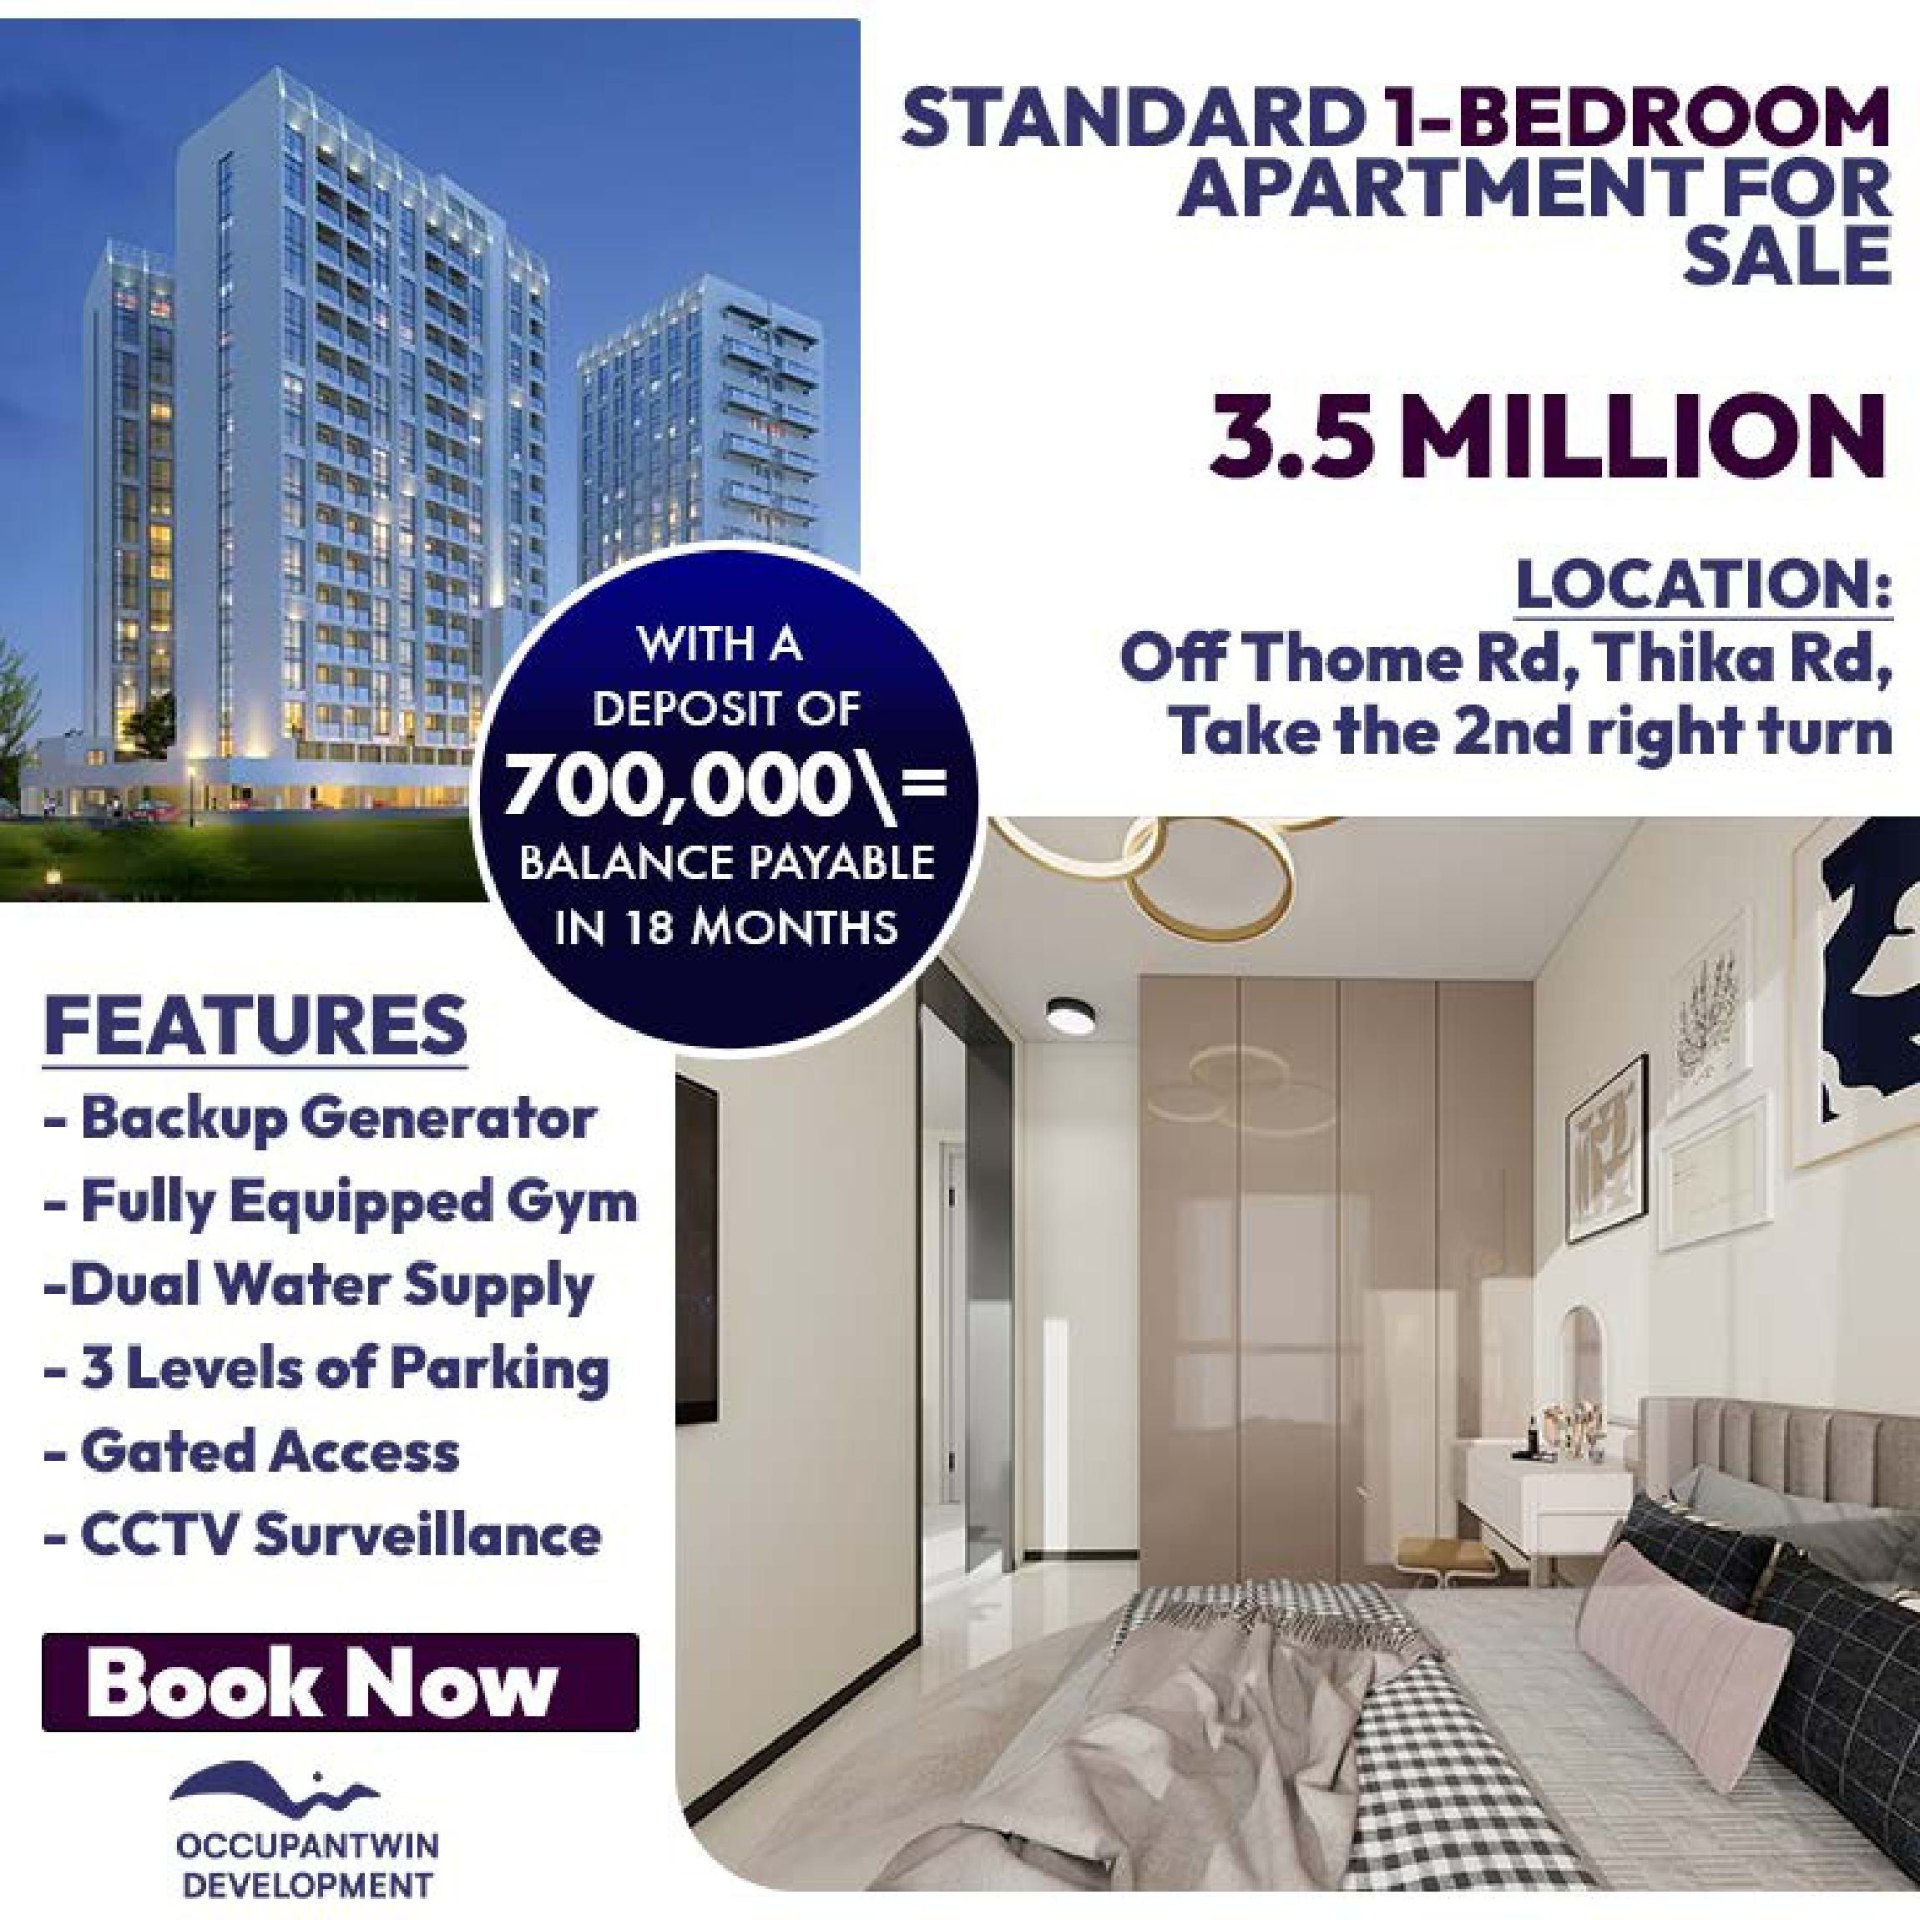 STANDARD 1-BEDROOM
APARTMENT FOR
SALE
3.5 MILLION
LOCATION:
Off Thome Rd, Thika Rd,
Take the 2nd right turn
WITH A
DEPOSIT OF
700,000\=
BALANCE PAYABLE
IN 18 MONTHS
FEATURES
- Backup Generator
- Fully Equipped Gym
-Dual Water Supply
- 3 Levels of Parking
- Gated Access
- CCTV Surveillance
Book Now
OCCUPANTWIN
DEVELOPMENT